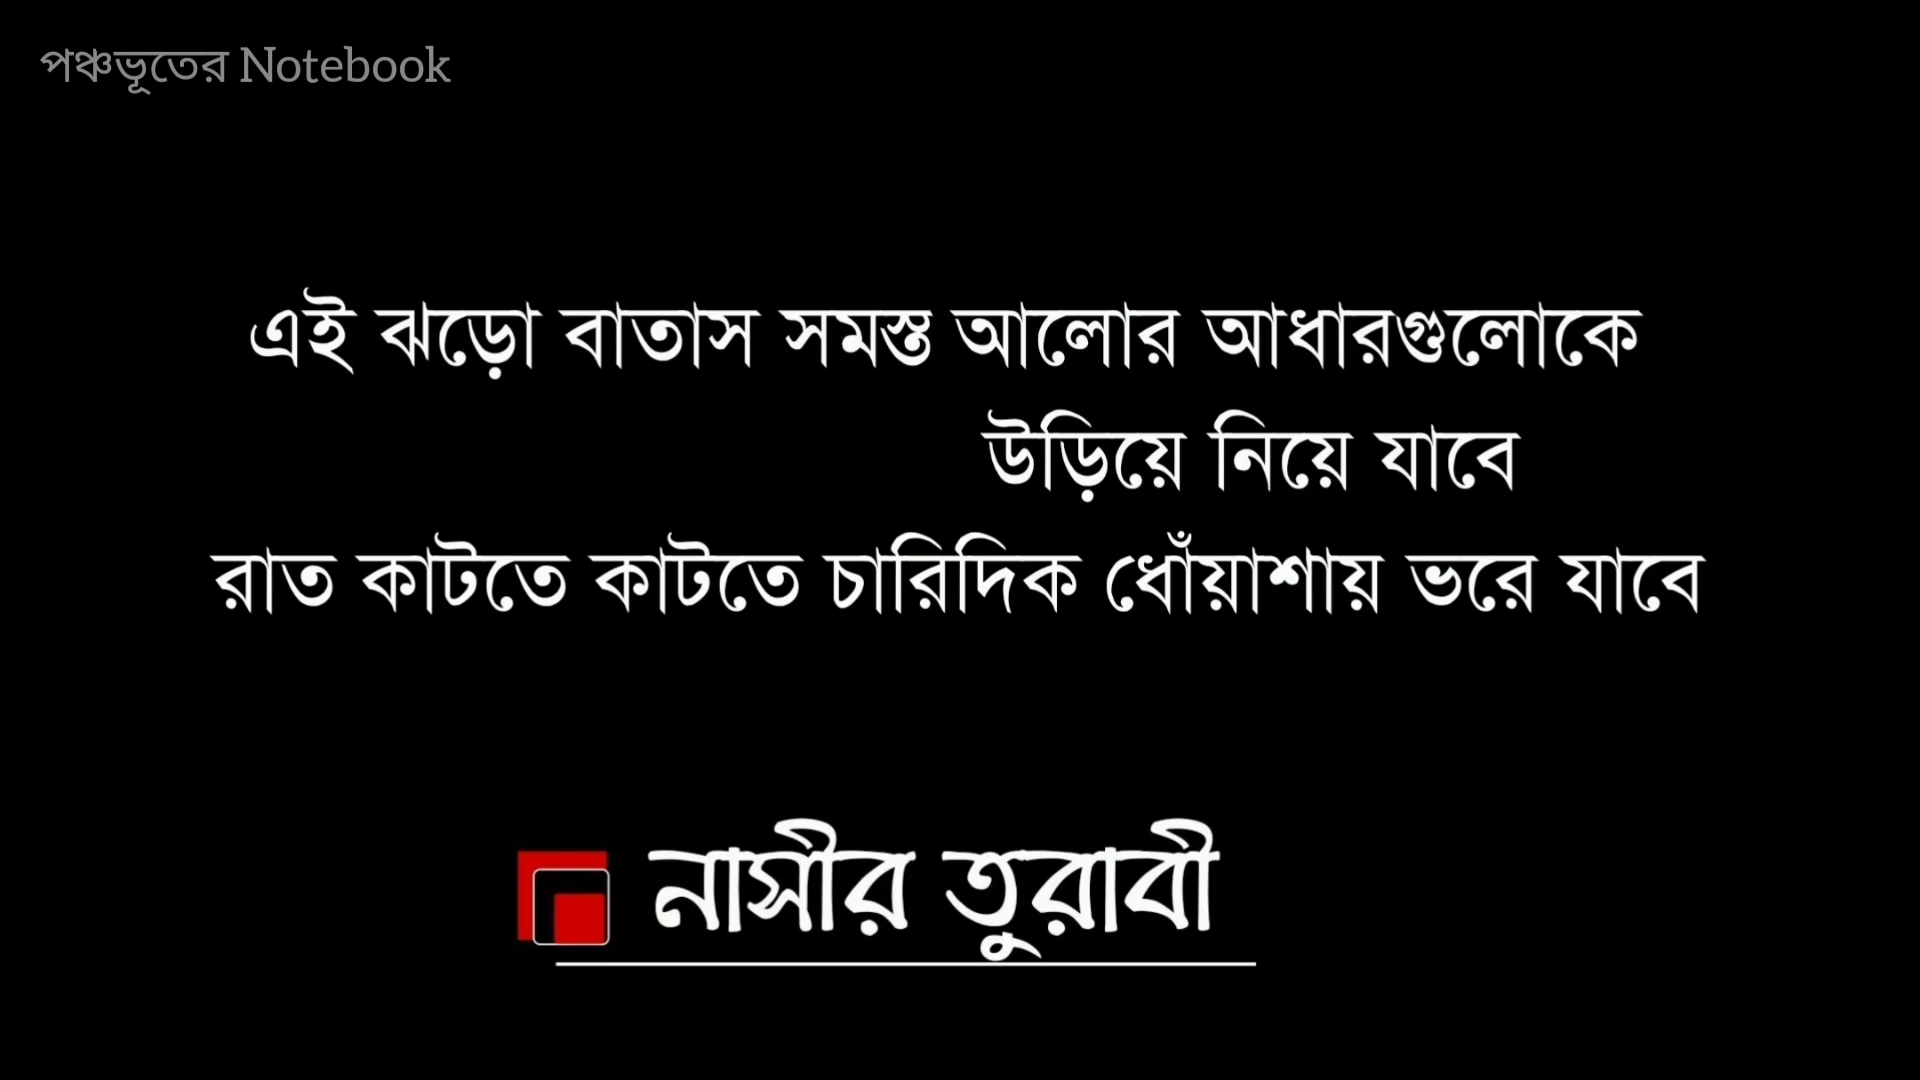 পঞ্চভূতের Notebook
এই ঝড়ো বাতাস সমস্ত আলোর আধারগুলোকে
উড়িয়ে নিয়ে যাবে
রাত কাটতে কাটতে চারিদিক ধোঁয়াশায় ভরে যাবে
নাসীর তুরাবী